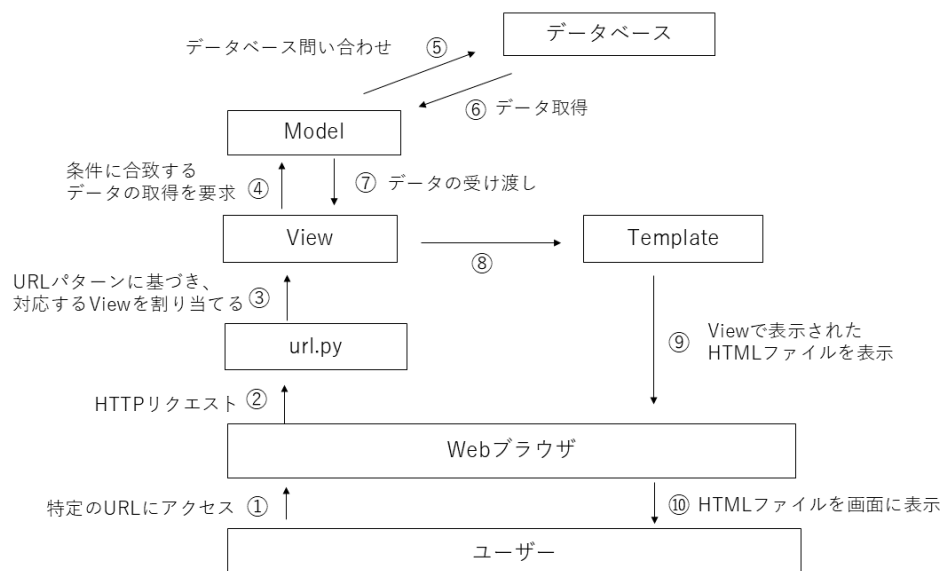 データベース
データベース問い合わせ ⑤
⑥ データ取得
Model
条件に合致する
データの取得を要求 ④
⑦ データの受け渡し
View
Template
⑧
URLパターンに基づき、
対応するViewを割り当てる ③
url.py
⑨ Viewで表示された
HTMLファイルを表示
HTTPリクエスト ②
Webブラウザ
特定のURLにアクセス ①
⑩ HTMLファイルを画面に表示
ユーザー